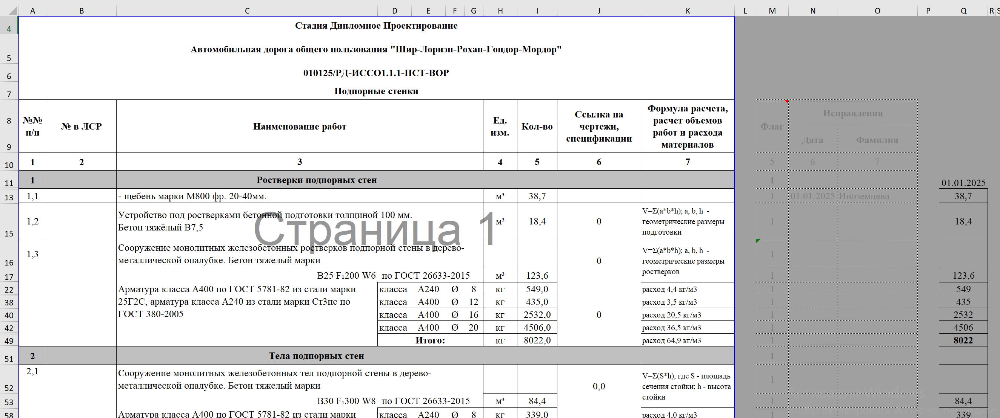 A B C D E F G H I J K L M N O P Q R S
4 Стадия Дипломное Проектирование
5 Автомобильная дорога общего пользования "Шир-Лориэн-Рохан-Гондор-Мордор"
6 010125/РД-ИССО1.1.1-ПСТ-ВОР
7 Подпорные стенки
8
9
№№ п/п
№ в ЛСР
Наименование работ
Ед. изм.
Кол-во
Ссылка на чертежи, спецификации
Формула расчета, расчет объемов работ и расхода материалов
Флаг
Исправления
Дата Фамилия
10 1 2 3 4 5 6 7 5 6 7
11 1 Ростверки подпорных стен 1 01.01.2025
13 1,1 - щебень марки М800 фр. 20-40мм. м³ 38,7 1 01.01.2025 Иноземцева 38,7
15 1,2 Устройство под ростверками бетонной подготовки толщиной 100 мм.
Бетон тяжёлый В7,5 м³ 18,4 0 V=Σ(a*b*h); a, b, h - геометрические размеры подготовки 1 18,4
Страница 1
16 1,3 Сооружение монолитных железобетонных ростверков подпорной стены в дерево-
металлической опалубке. Бетон тяжелый марки 0 V=Σ(a*b*h); a, b, h - геометрические размеры ростверков 1
17 В25 F₁200 W6 по ГОСТ 26633-2015 м³ 123,6 1 123,6
22 Арматура класса А400 по ГОСТ 5781-82 из стали марки класса А240 Ø 8 кг 549,0 расход 4,4 кг/м3 1 549
38 25Г2С, арматура класса А240 из стали марки Ст3пс по класса А400 Ø 12 кг 435,0 расход 3,5 кг/м3 1 435
40 ГОСТ 380-2005 класса А400 Ø 16 кг 2532,0 0 расход 20,5 кг/м3 1 2532
42 класса А400 Ø 20 кг 4506,0 расход 36,5 кг/м3 1 4506
49 Итого: кг 8022,0 расход 64,9 кг/м3 1 8022
51 2 Тела подпорных стен 1
52 2,1 Сооружение монолитных железобетонных тел подпорной стены в дерево-
металлической опалубке. Бетон тяжелый марки 0,0 V=Σ(S*h), где S - площадь сечения стойки; h - высота стойки 1
Активация Windows
53 В30 F₁300 W8 по ГОСТ 26633-2015 м³ 84,4 1 84,4
58 Арматура класса А400 по ГОСТ 5781-82 из стали марки класса А240 Ø 8 кг 339,0 расход 4,0 кг/м3 1 339
Чтобы активировать Windows, перейдите